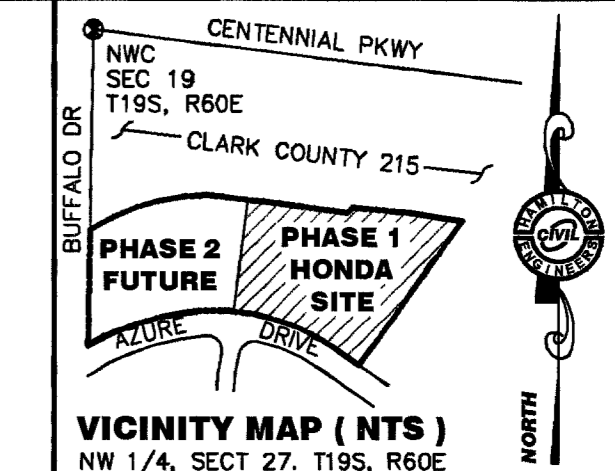 CENTENNIAL PKWY
NWC
SEC 19
T19S, R60E
BUFFALO DR
CLARK COUNTY 215
PHASE 2
FUTURE
PHASE 1
HONDA
SITE
AZURE DRIVE
HAMILTON
CIVIL
ENGINEERS
NORTH
VICINITY MAP ( NTS )
NW 1/4, SECT 27. T19S, R60E